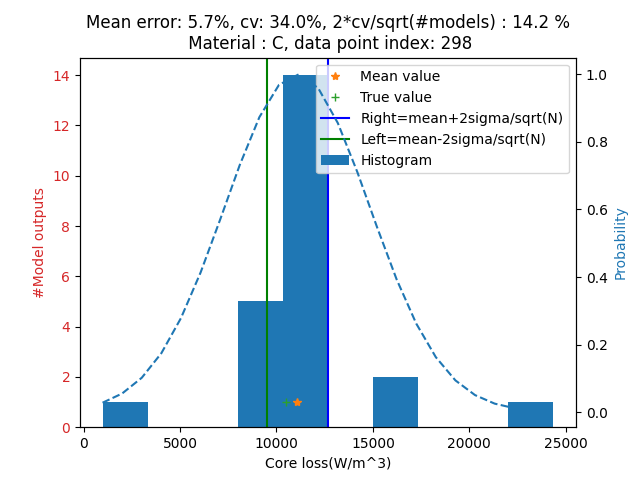 Mean error: 5.7%, cv: 34.0%, 2*cv/sqrt(#models) : 14.2 %
Material : C, data point index: 298
Mean value
True value
Right=mean+2sigma/sqrt(N)
Left=mean-2sigma/sqrt(N)
Histogram
14
12
10
8
6
4
2
0
#Model outputs
1.0
0.8
0.6
0.4
0.2
0.0
Probability
0 5000 10000 15000 20000 25000
Core loss(W/m^3)